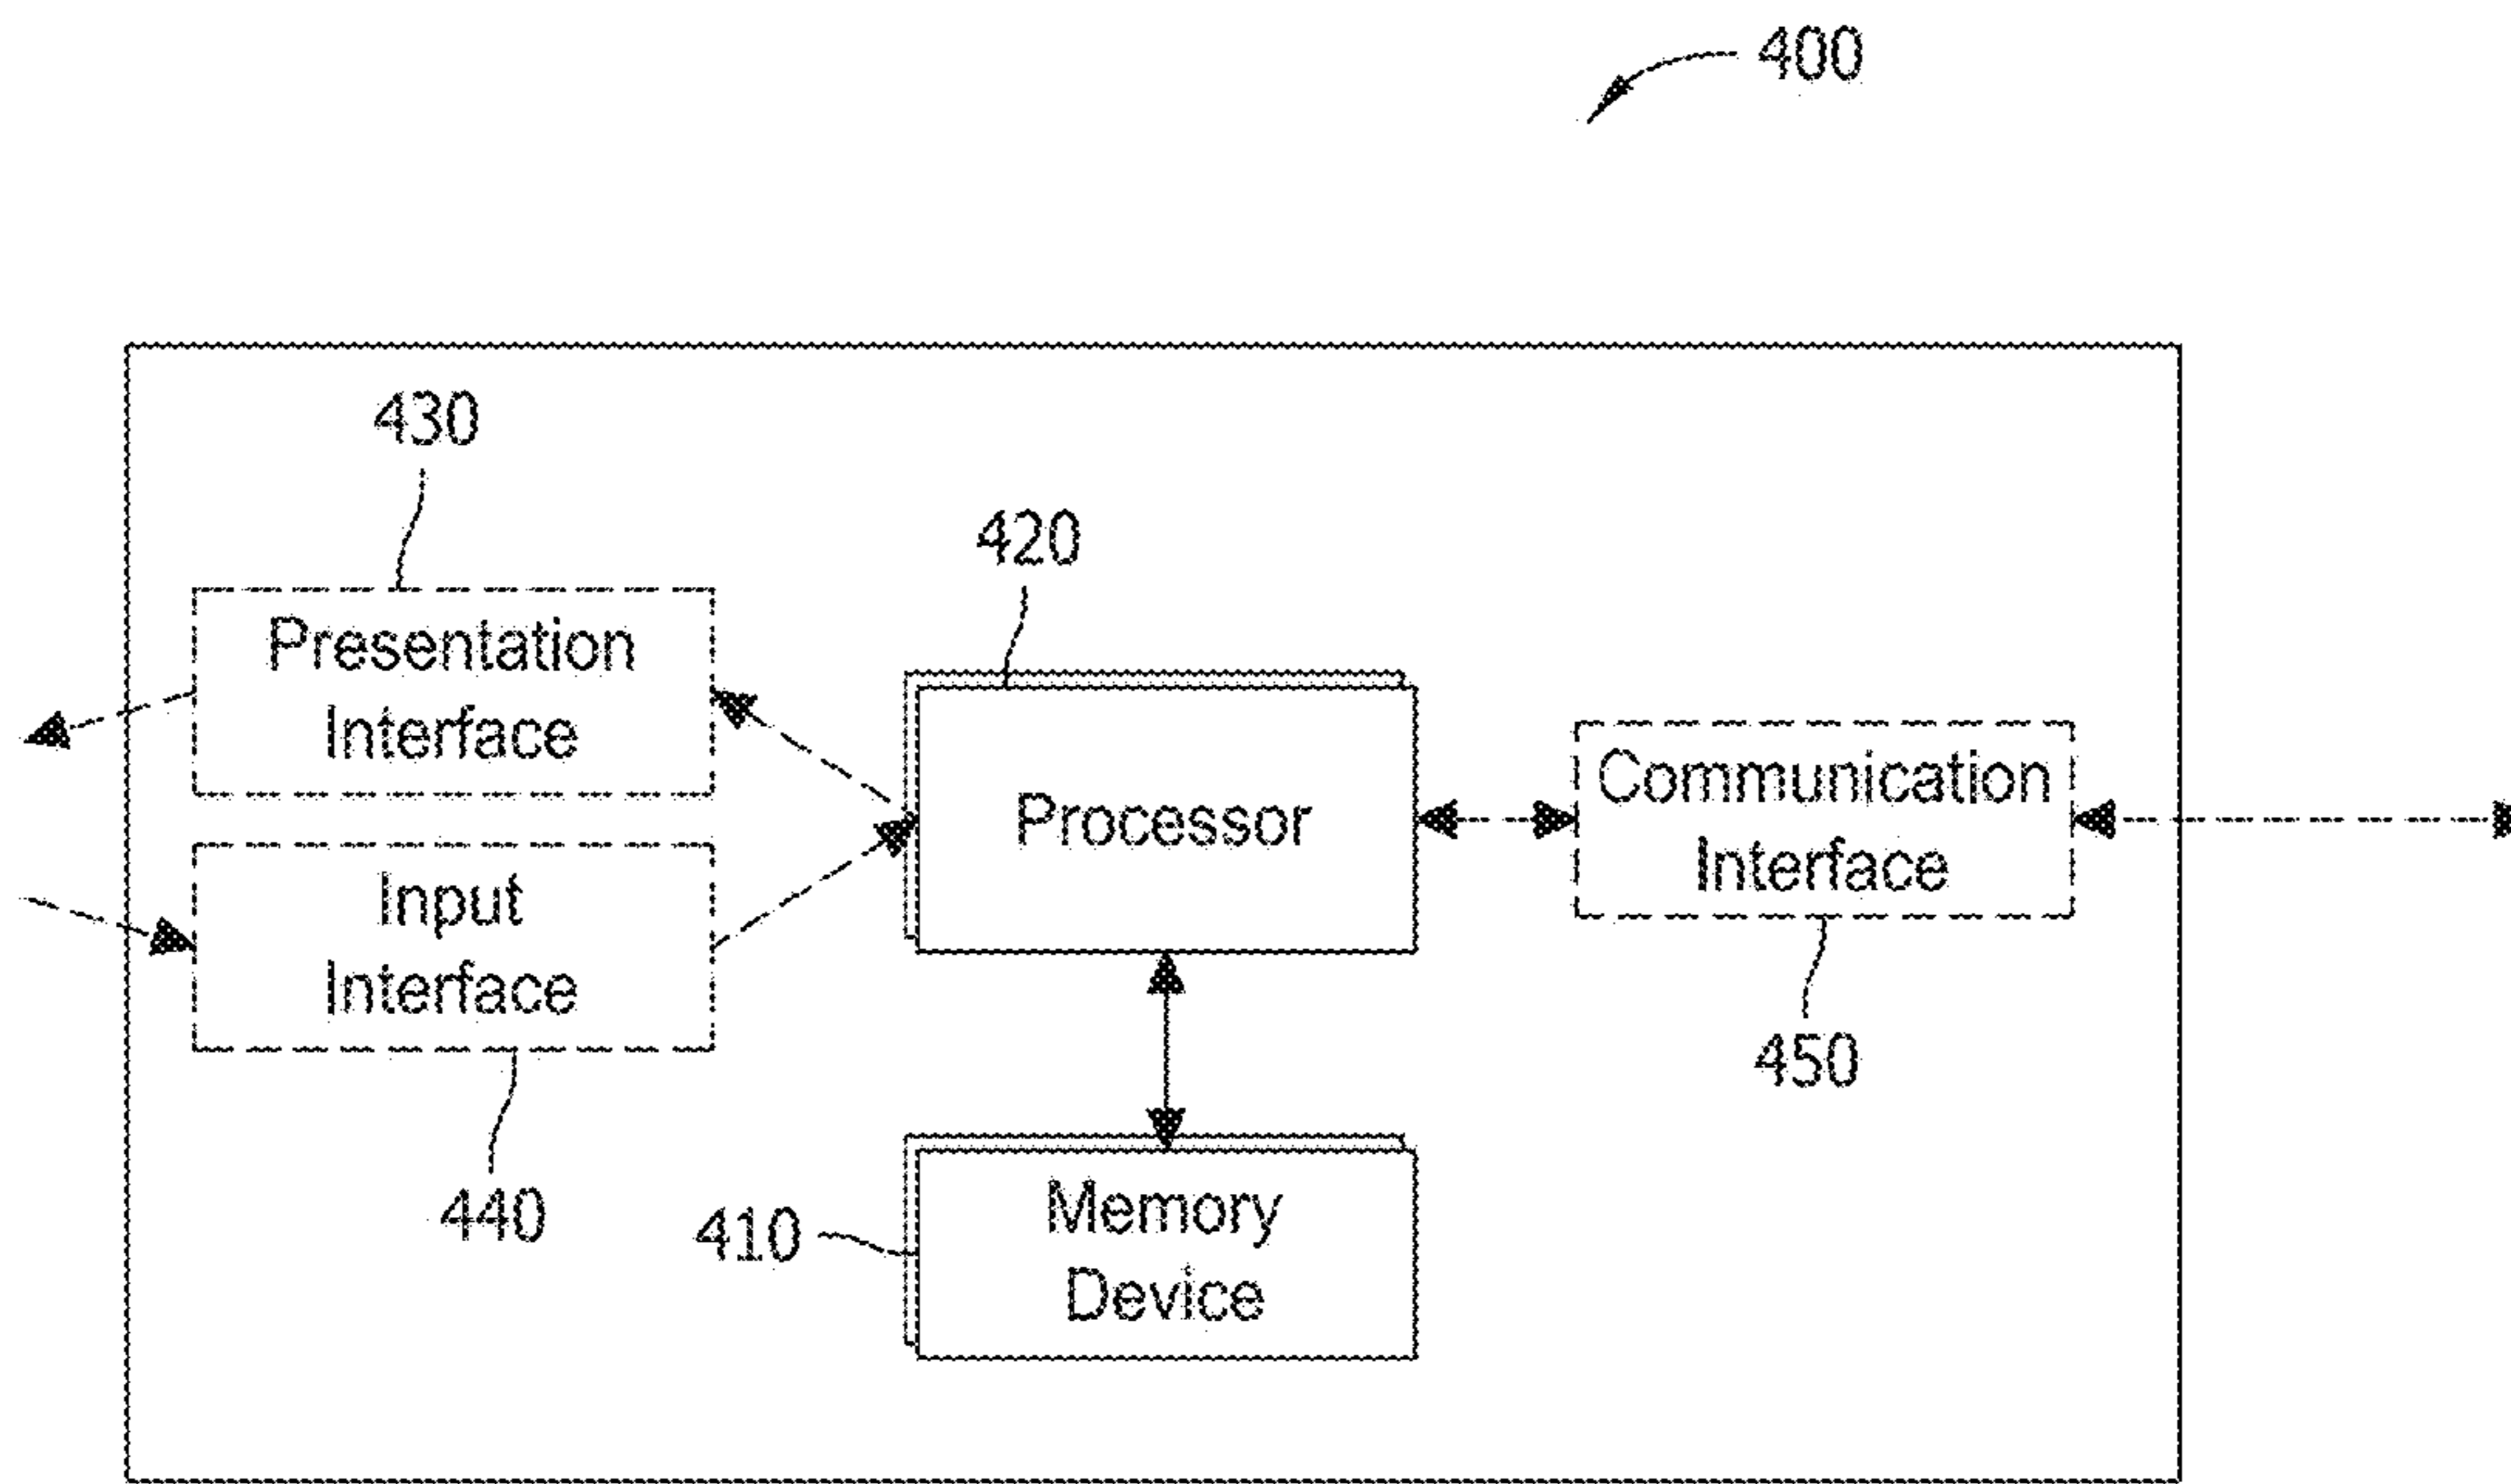 400
430
420
Presentation
Interface
Processor
Communication
Interface
Input
Interface
450
440
410
Memory
Device